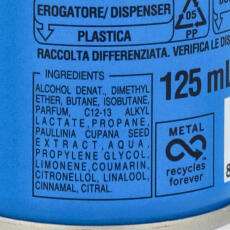 EROGATORE/DISPENSER
05
PP
PLASTICA
RACCOLTA DIFFERENZIATA. VERIFICA LE
INGREDIENTS
125 mL
ALCOHOL DENAT., DIMETHYL
ETHER, BUTANE, ISOBUTANE,
PARFUM, C12-13 ALKYL
LACTATE, PROPANE,
PAULLINIA CUPANA SEED
EXTRACT, AQUA,
PROPYLENE GLYCOL,
LIMONENE, COUMARIN,
CITRONELLOL, LINALOOL,
CINNAMAL, CITRAL.
METAL
recycles
forever